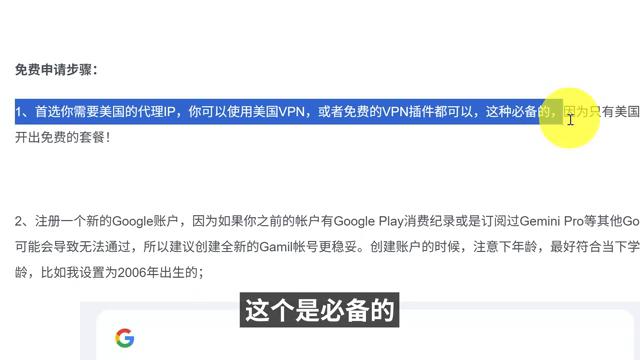 免费申请步骤：
1、首选你需要美国的代理IP，你可以使用美国VPN，或者免费的VPN插件都可以，这种必备的，因为只有美国
开出免费的套餐！
2、注册一个新的Google账户，因为如果你之前的帐户有Google Play消费纪录或是订阅过Gemini Pro等其他Go
可能会导致无法通过，所以建议创建全新的Gamil帐号更稳妥。创建账户的时候，注意下年龄，最好符合当下学
龄，比如我设置为2006年出生的；
这个是必备的